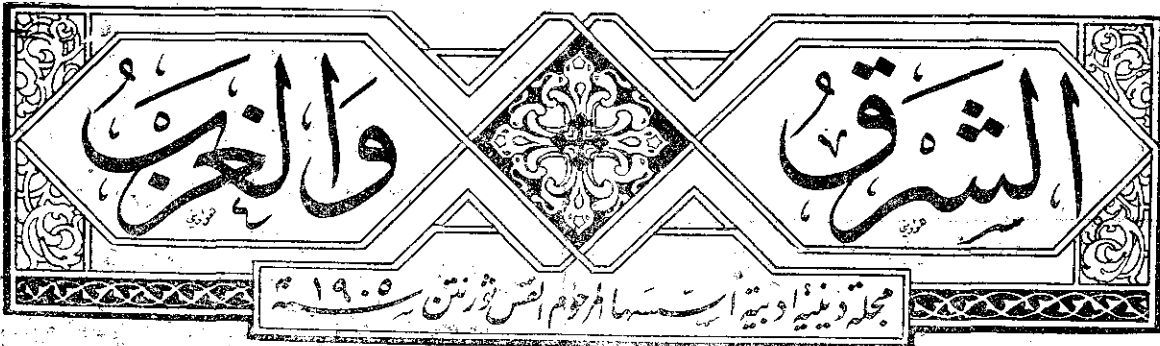 الشرق والغرب
مجلة دينية ادبية اسسها المرحوم القس ثورنتن سنة ١٩٠٥